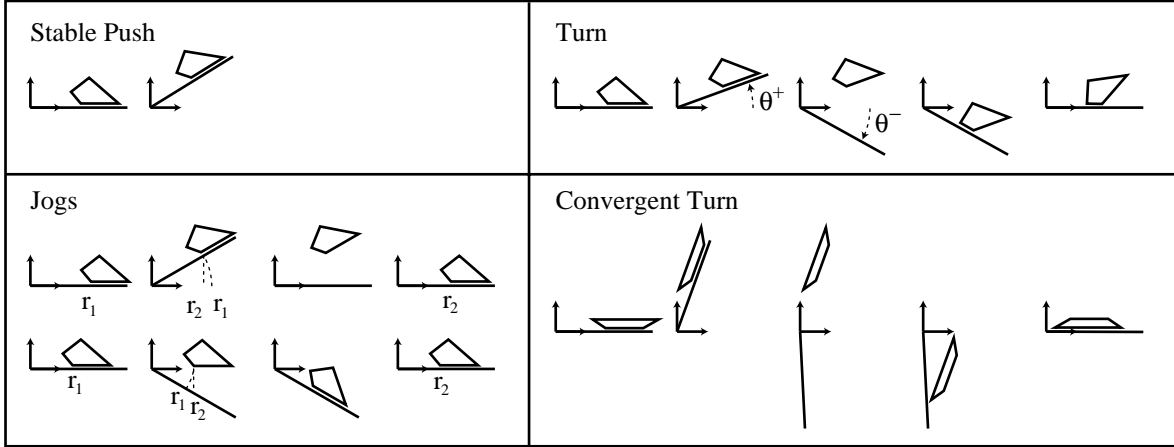 Stable Push
Turn
θ⁺
θ⁻
Jogs
r₁
r₂ r₁
r₂
r₁
r₁ r₂
r₂
Convergent Turn